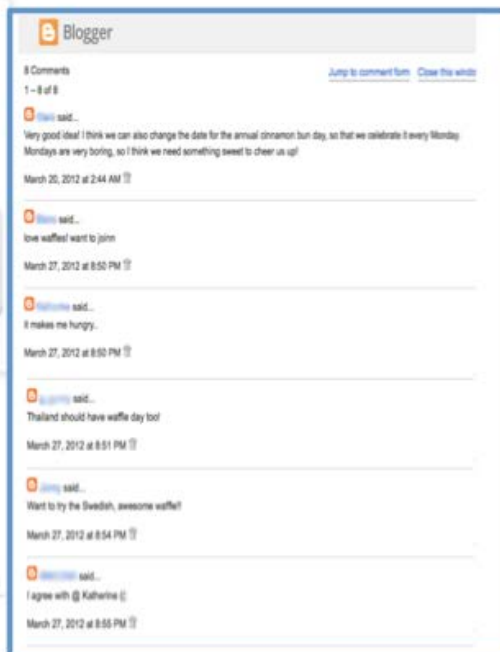 Blogger
8 Comments
Jump to comment form Close this windo
1 – 8 of 8
said...
Very good idea! I think we can also change the date for the annual cinnamon bun day, so that we celebrate it every Monday.
Mondays are very boring, so I think we need something sweet to cheer us up!
March 20, 2012 at 2:44 AM
said...
love waffles! want to joinn
March 27, 2012 at 8:50 PM
said...
it makes me hungry..
March 27, 2012 at 8:50 PM
said...
Thailand should have waffle day too!
March 27, 2012 at 8:51 PM
said...
Want to try the Swedish, awesome waffle!!
March 27, 2012 at 8:54 PM
said...
I agree with @ Katherine (:
March 27, 2012 at 8:55 PM